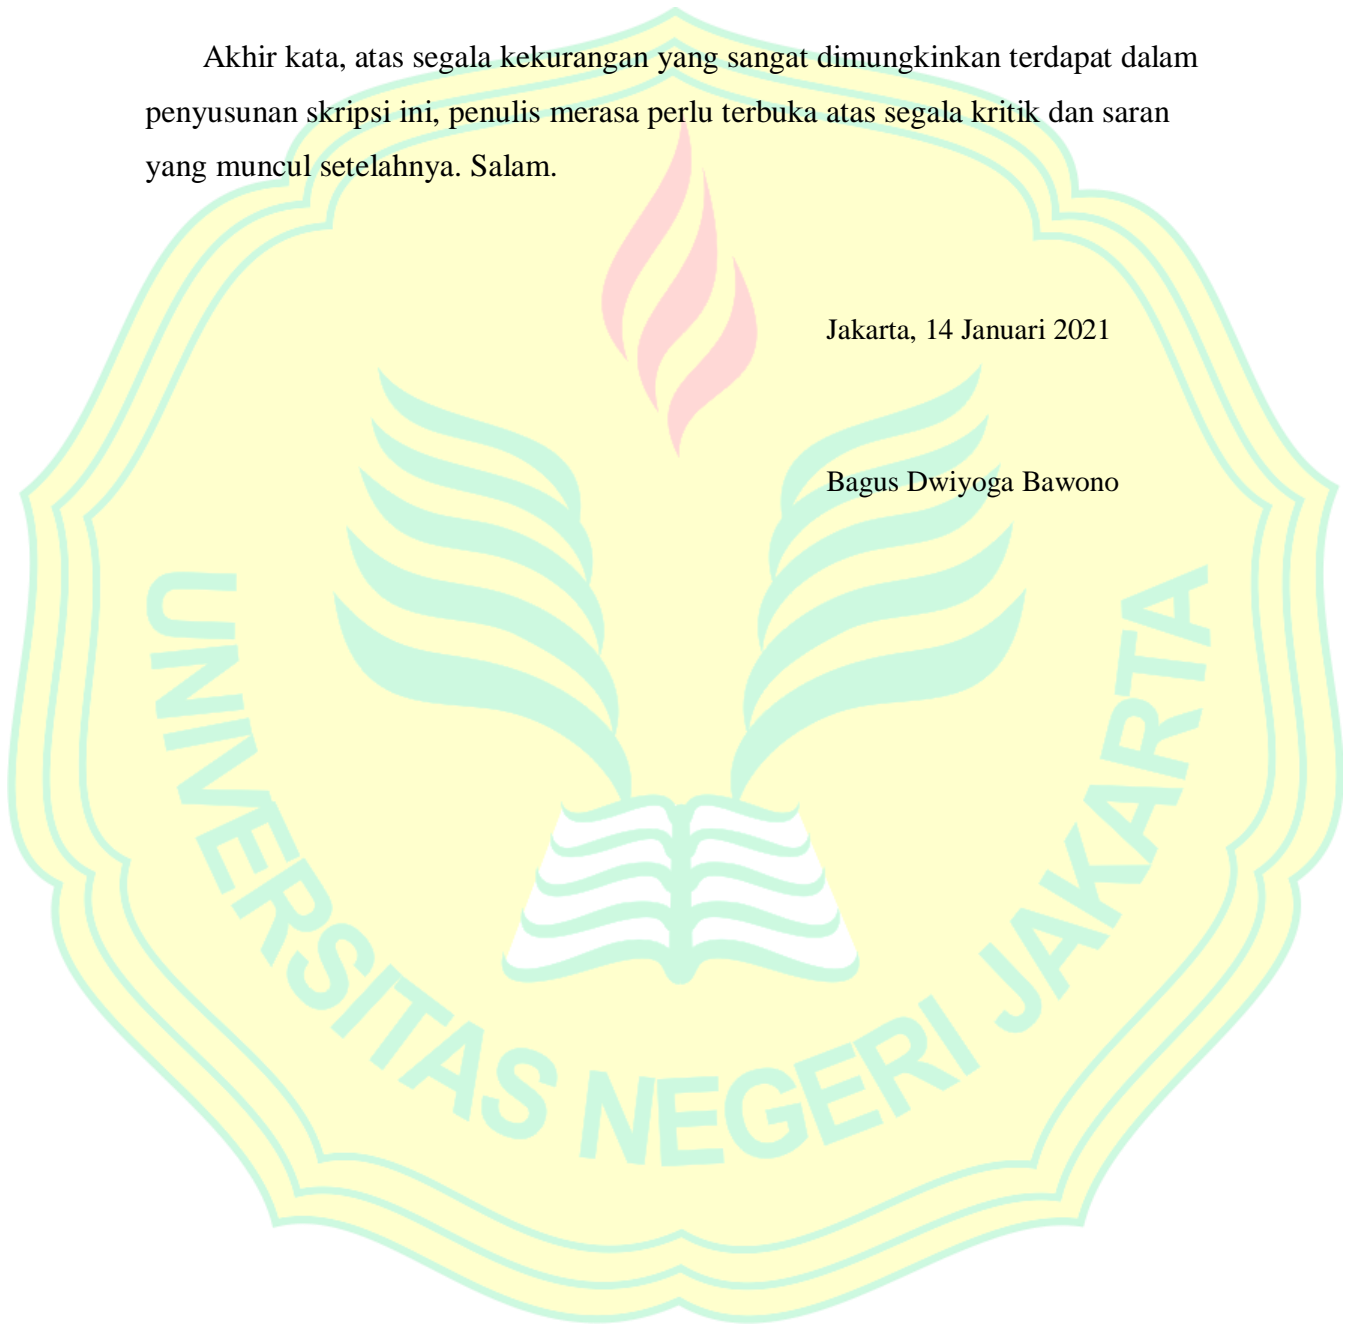 Akhir kata, atas segala kekurangan yang sangat dimungkinkan terdapat dalam
penyusunan skripsi ini, penulis merasa perlu terbuka atas segala kritik dan saran
yang muncul setelahnya. Salam.
Jakarta, 14 Januari 2021
Bagus Dwiyoga Bawono
UNIVERSITAS NEGERI JAKARTA